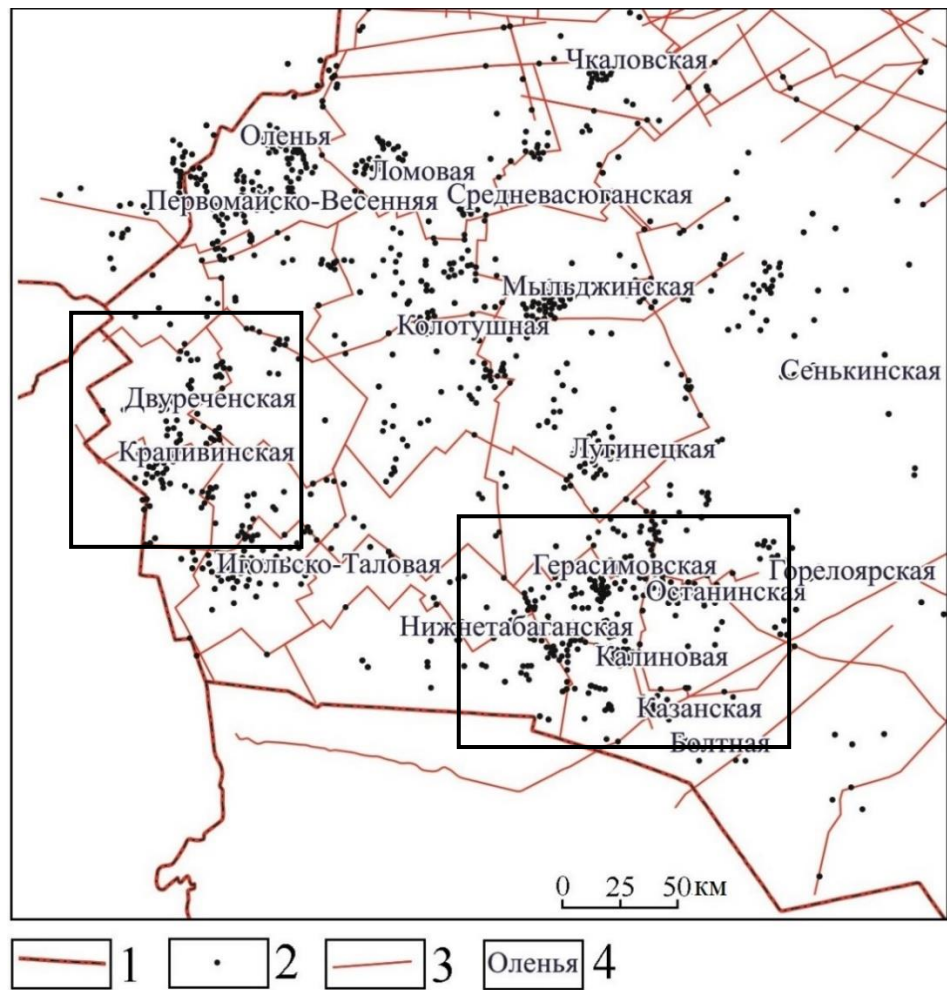 Чкаловская
Оленья
Ломовая
Первомайско-Весенняя
Средневасюганская
Мыльджинская
Колотушная
Сенькинская
Двуреченская
Крапивинская
Лугинецкая
Игольско-Таловая
Герасимовская
Горелоярская
Останинская
Нижнетабаганская
Калиновая
Казанская
Болтная
0 25 50 км
1 2 3 Оленья 4